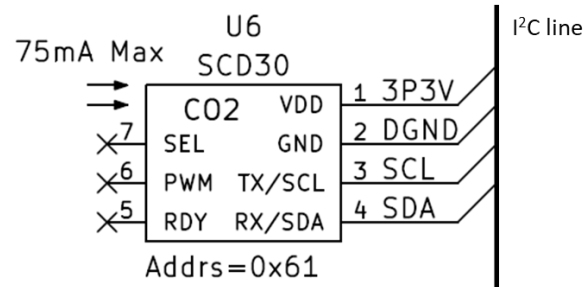 U6
I²C line
75mA Max
SCD30
CO2
VDD 1 3P3V
7 SEL
GND 2 DGND
6 PWM
TX/SCL 3 SCL
5 RDY
RX/SDA 4 SDA
Addrs=0x61